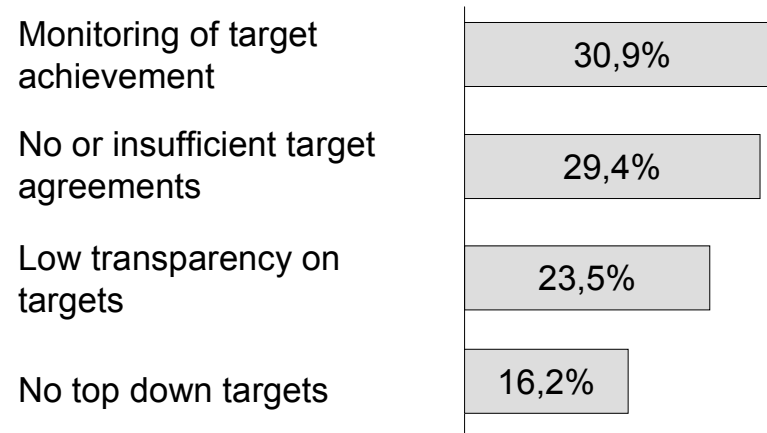 Monitoring of target
achievement
30,9%
No or insufficient target
agreements
29,4%
Low transparency on
targets
23,5%
No top down targets
16,2%